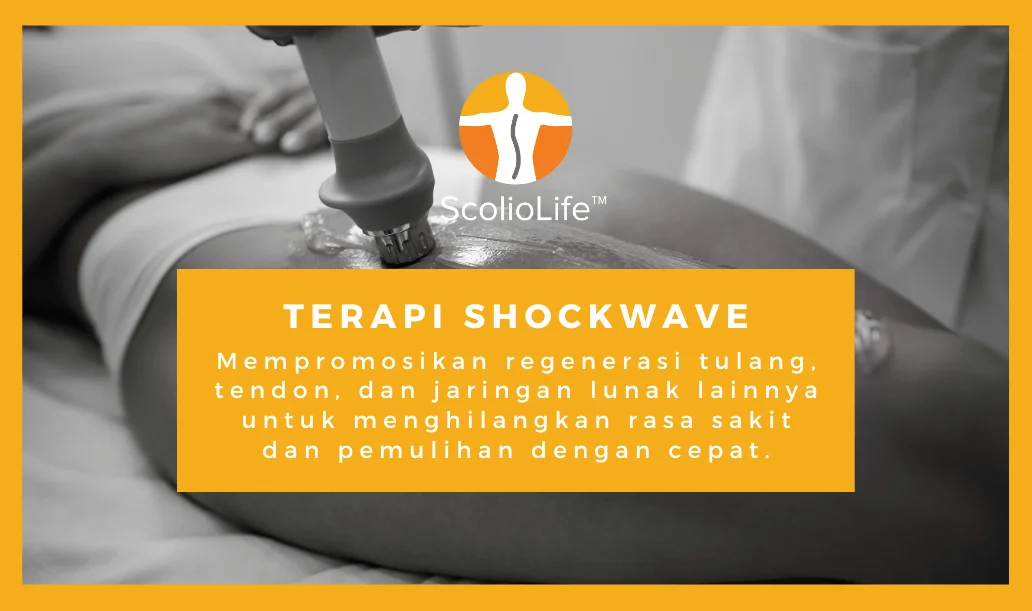 ScolioLife™
TERAPI SHOCKWAVE
Mempromosikan regenerasi tulang,
tendon, dan jaringan lunak lainnya
untuk menghilangkan rasa sakit
dan pemulihan dengan cepat.